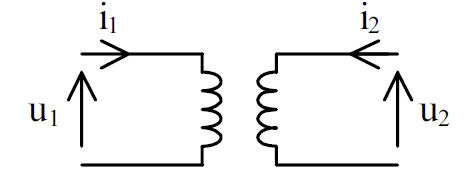 i₁ i₂
u₁ u₂